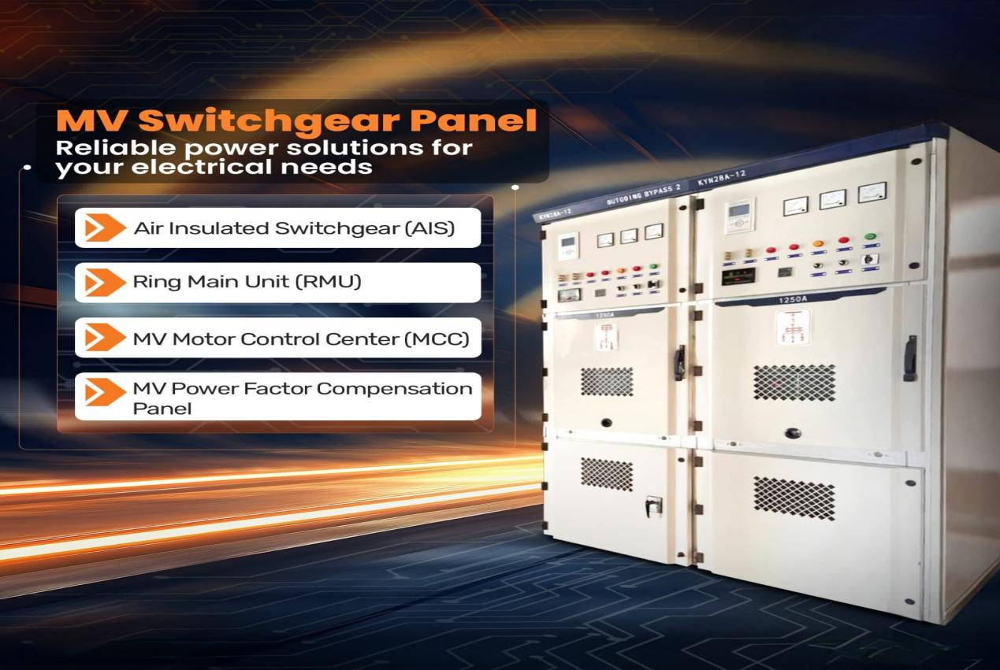 MV Switchgear Panel
Reliable power solutions for
your electrical needs
Air Insulated Switchgear (AIS)
Ring Main Unit (RMU)
MV Motor Control Center (MCC)
MV Power Factor Compensation
Panel
KYN28A-12
OUTGOING BYPASS 2
KYN28A-12
1250A
1250A